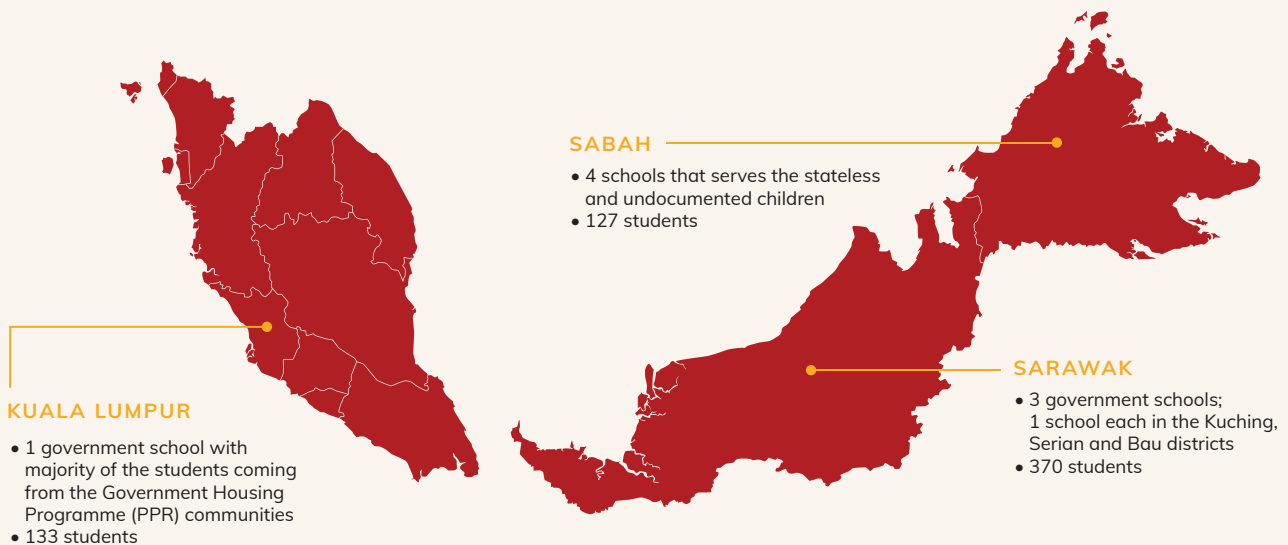 SABAH
• 4 schools that serves the stateless
and undocumented children
• 127 students
SARAWAK
• 3 government schools;
1 school each in the Kuching,
Serian and Bau districts
• 370 students
KUALA LUMPUR
• 1 government school with
majority of the students coming
from the Government Housing
Programme (PPR) communities
• 133 students